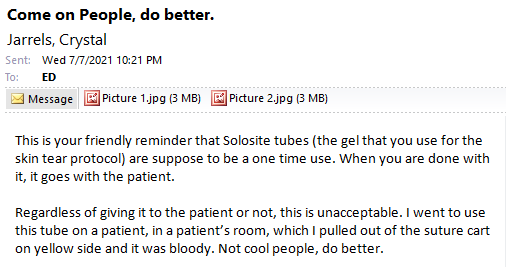 Come on People, do better.
Jarrels, Crystal
Sent: Wed 7/7/2021 10:21 PM
To: ED
Message Picture 1.jpg (3 MB) Picture 2.jpg (3 MB)
This is your friendly reminder that Solosite tubes (the gel that you use for the
skin tear protocol) are suppose to be a one time use. When you are done with
it, it goes with the patient.
Regardless of giving it to the patient or not, this is unacceptable. I went to use
this tube on a patient, in a patient’s room, which I pulled out of the suture cart
on yellow side and it was bloody. Not cool people, do better.